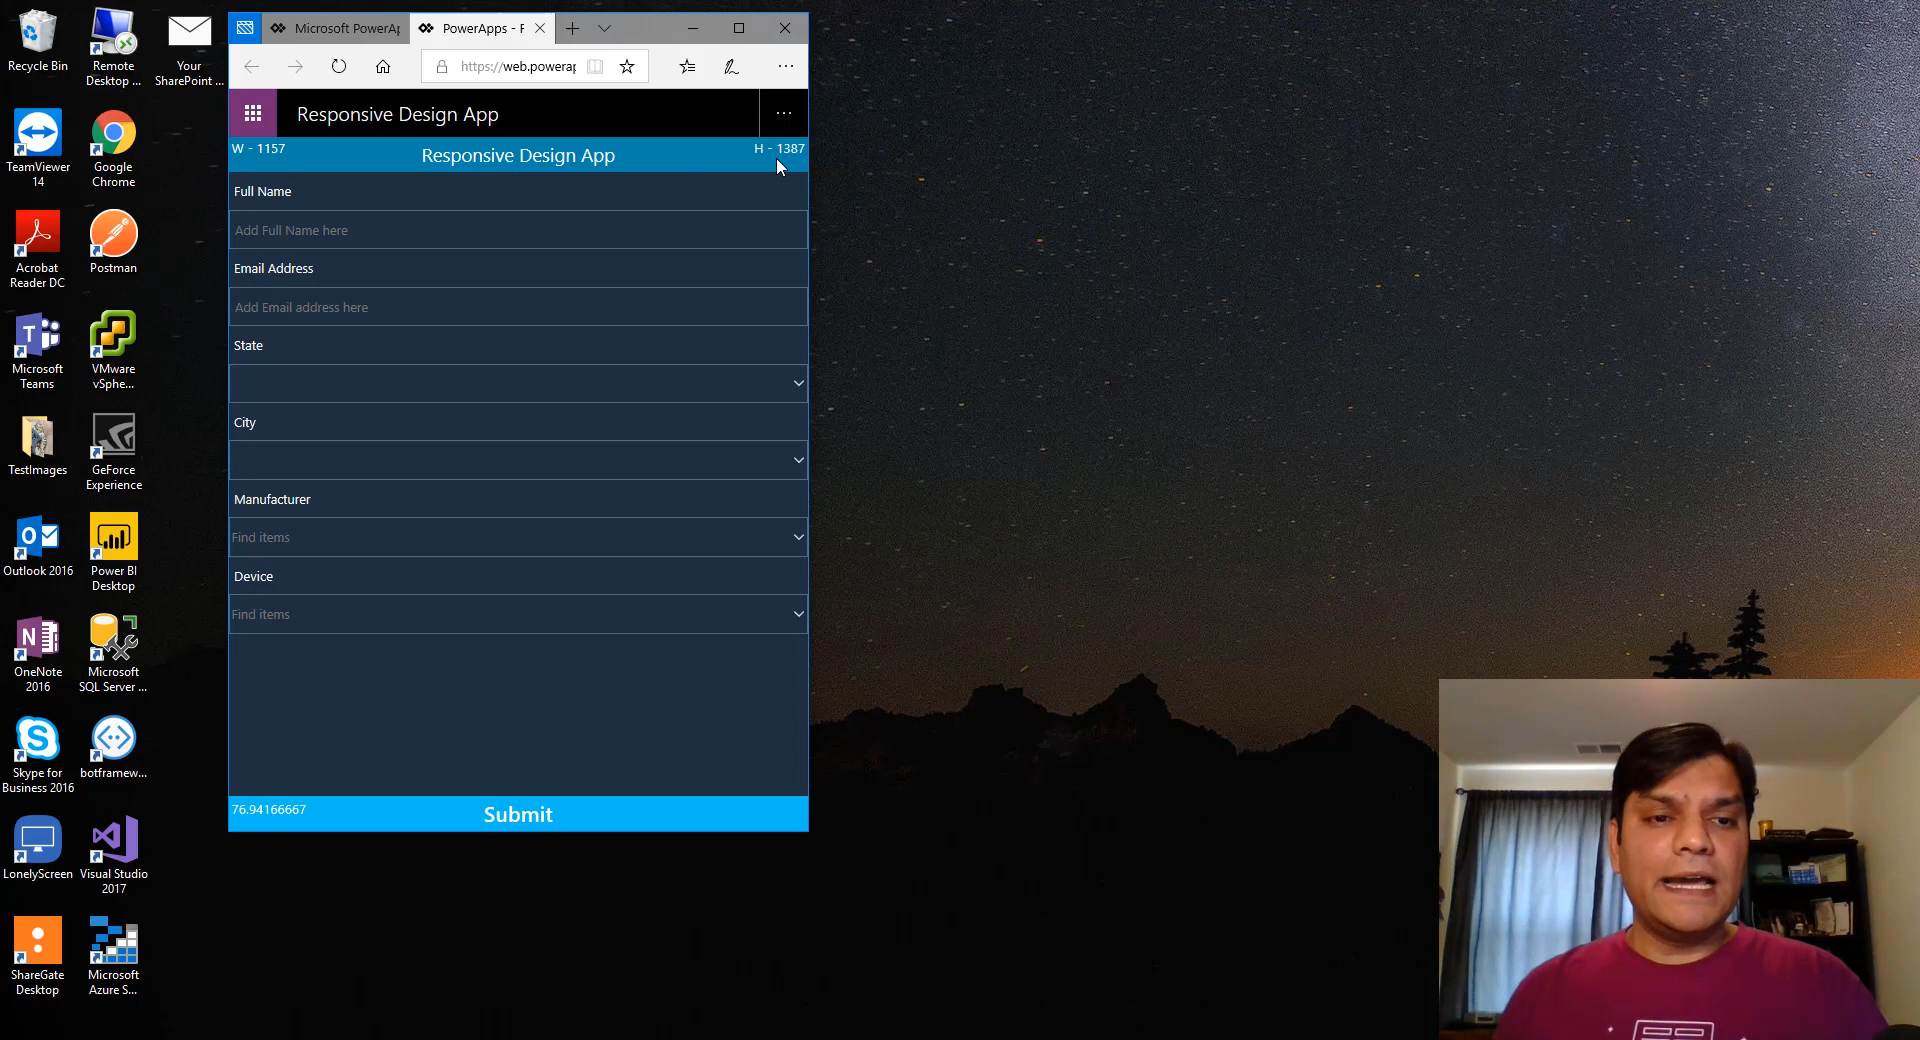 Recycle Bin
Remote
Desktop ...
Your
SharePoint ...
TeamViewer
14
Google
Chrome
Acrobat
Reader DC
Postman
Microsoft
Teams
VMware
vSphe...
TestImages
GeForce
Experience
Outlook 2016
Power BI
Desktop
OneNote
2016
Microsoft
SQL Server ...
Skype for
Business 2016
botframew...
LonelyScreen
Visual Studio
2017
ShareGate
Desktop
Microsoft
Azure S...
Microsoft PowerAp
PowerApps - F
https://web.powerap
Responsive Design App
W - 1157
Responsive Design App
H - 1387
Full Name
Add Full Name here
Email Address
Add Email address here
State
City
Manufacturer
Find items
Device
Find items
76.94166667
Submit